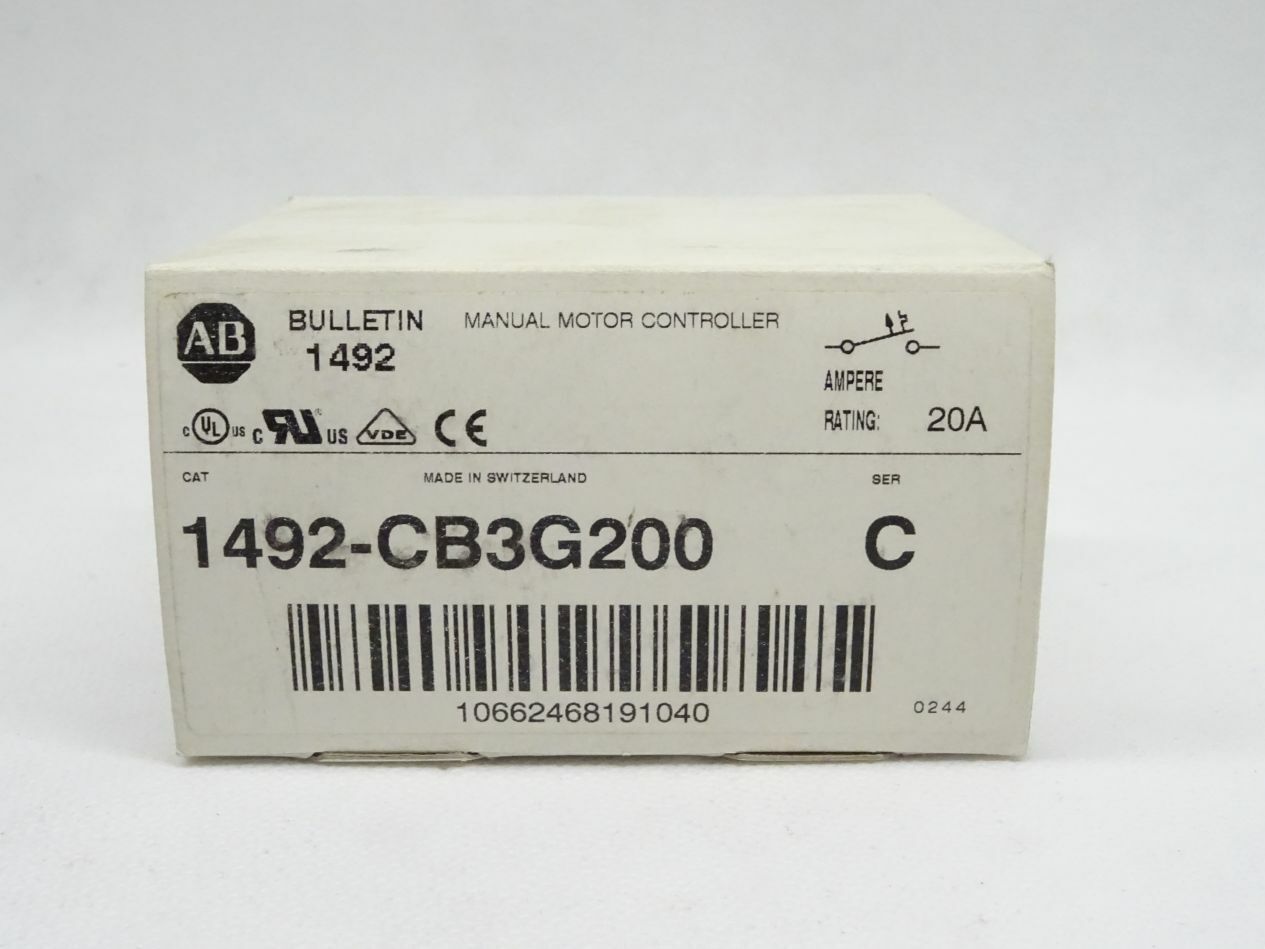 AB BULLETIN MANUAL MOTOR CONTROLLER
1492
AMPERE
RATING: 20A
c UL us c RU ® US VDE CE
CAT MADE IN SWITZERLAND SER
1492-CB3G200 C
10662468191040
0244